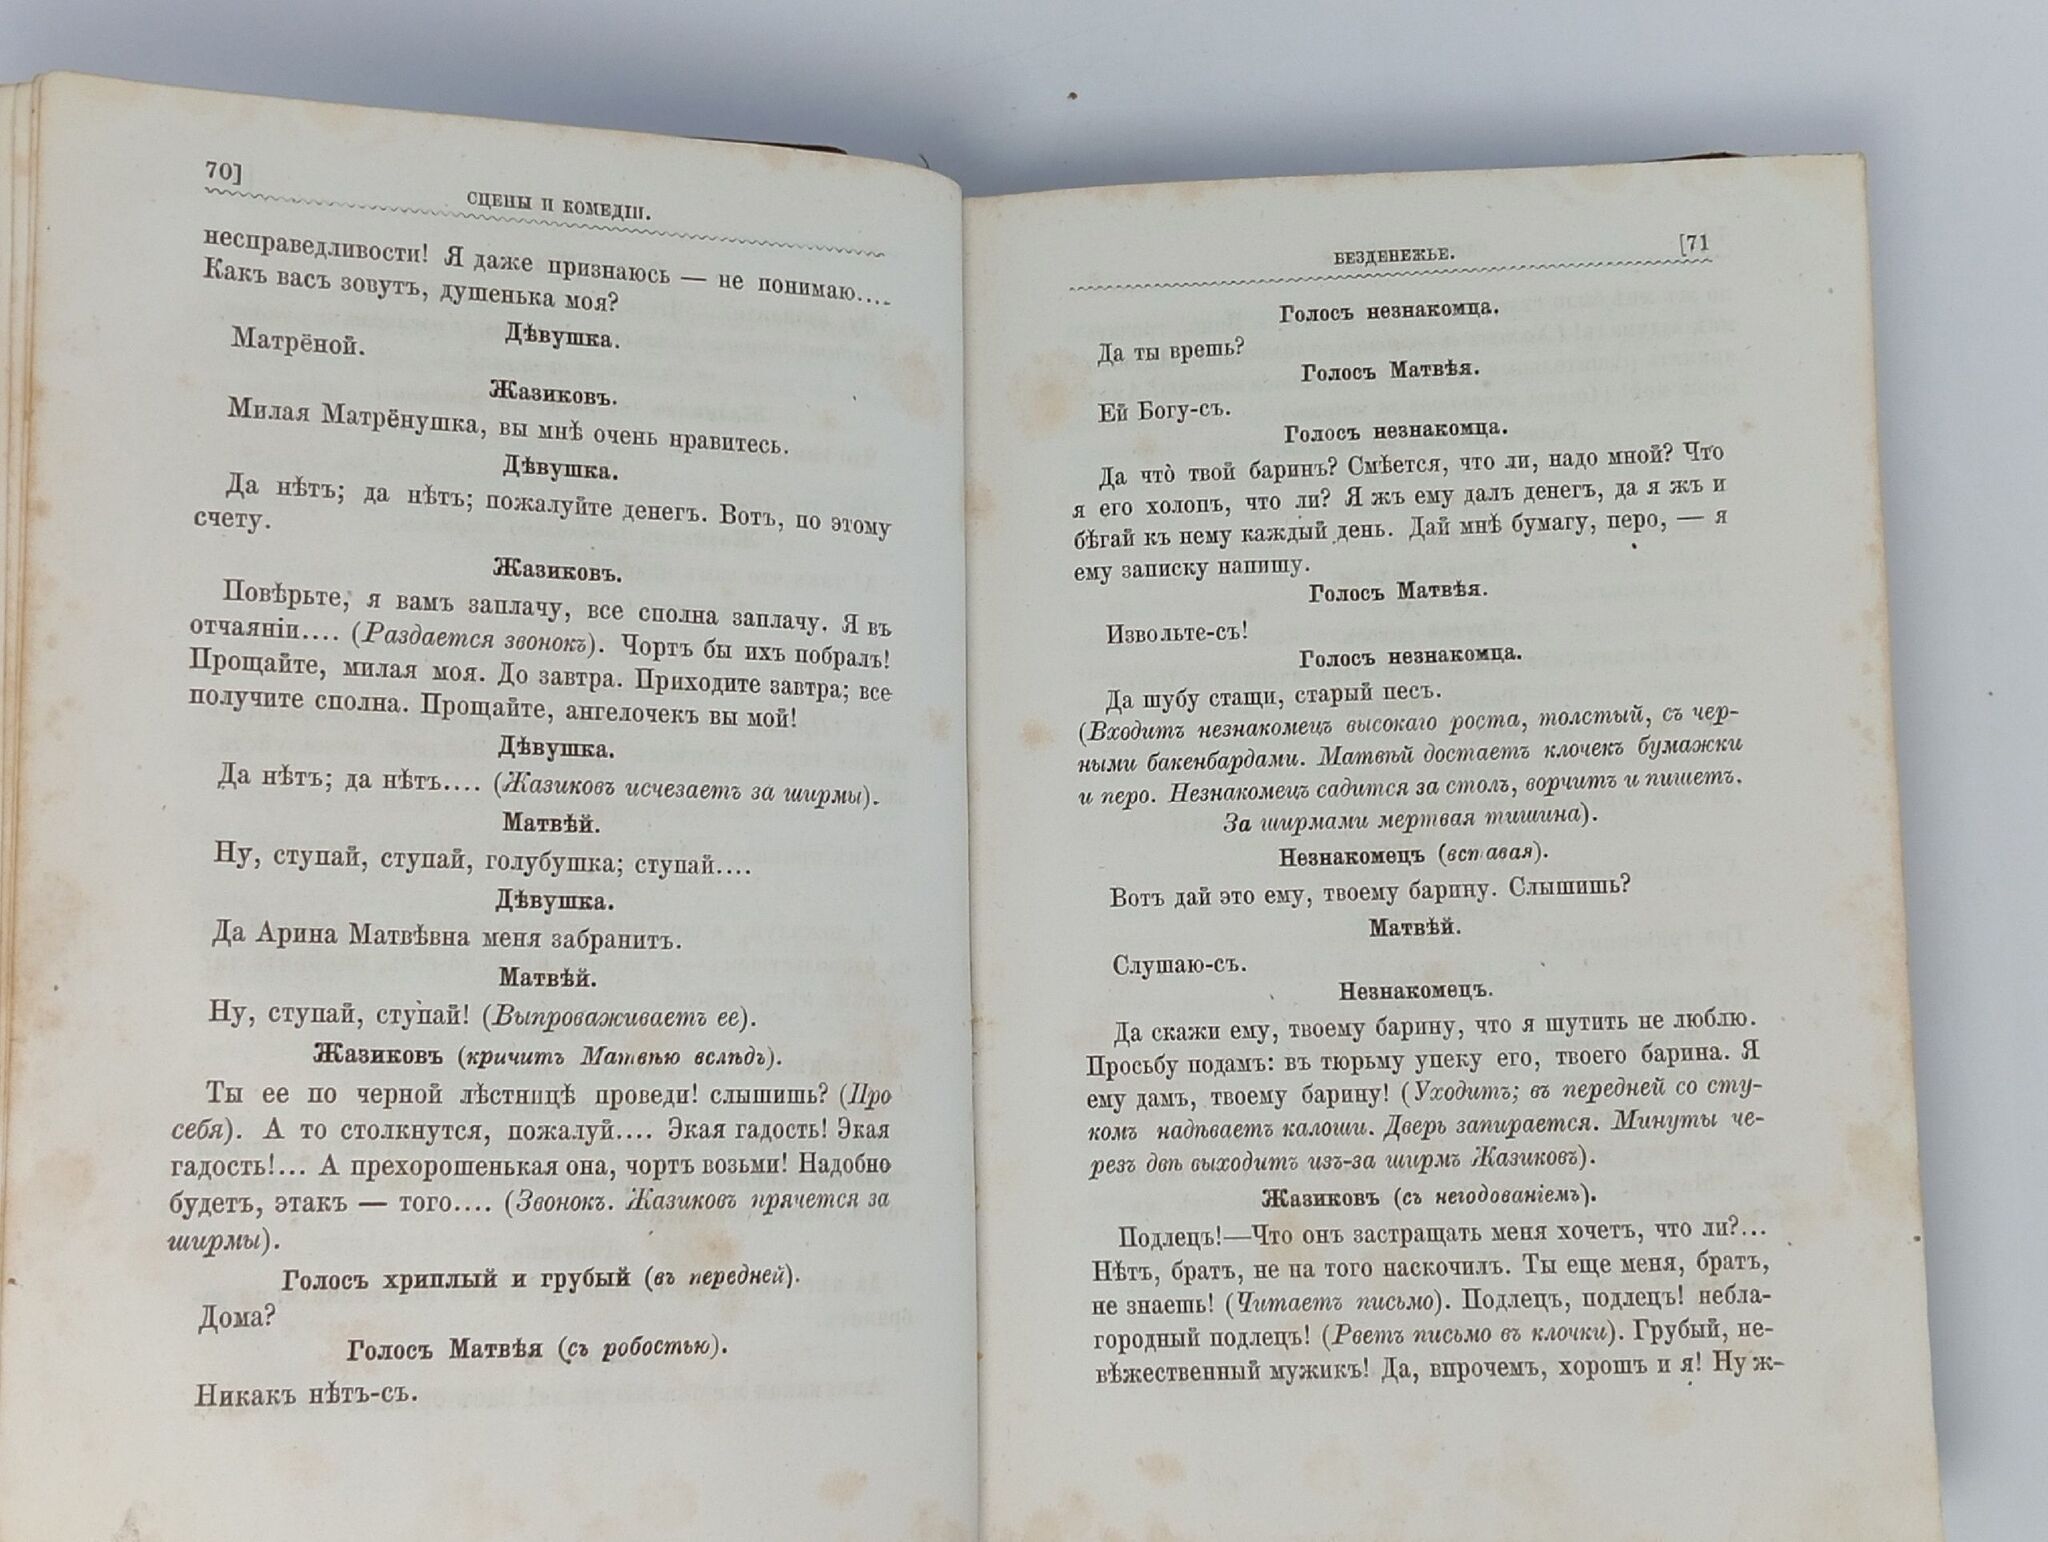 70]
СЦЕНЫ И КОМЕДІИ.
несправедливости! Я даже признаюсь — не понимаю....
Какъ васъ зовутъ, душенька моя?
Дѣвушка.
Матрёной.
Жазиковъ.
Милая Матрёнушка, вы мнѣ очень нравитесь.
Дѣвушка.
Да нѣтъ; да нѣтъ; пожалуйте денегъ. Вотъ, по этому
счету.
Жазиковъ.
Повѣрьте, я вамъ заплачу, все сполна заплачу. Я въ
отчаяніи.... (Раздается звонокъ). Чортъ бы ихъ побралъ!
Прощайте, милая моя. До завтра. Приходите завтра; все
получите сполна. Прощайте, ангелочекъ вы мой!
Дѣвушка.
Да нѣтъ; да нѣтъ.... (Жазиковъ исчезаетъ за ширмы).
Матвѣй.
Ну, ступай, ступай, голубушка; ступай....
Дѣвушка.
Да Арина Матвѣвна меня забранитъ.
Матвѣй.
Ну, ступай, ступай! (Выпроваживаетъ ее).
Жазиковъ (кричитъ Матвѣю вслѣдъ).
Ты ее по черной лѣстницѣ проведи! слышишь? (Про
себя). А то столкнутся, пожалуй.... Экая гадость! Экая
гадость!... А прехорошенькая она, чортъ возьми! Надобно
будетъ, этакъ — того.... (Звонокъ. Жазиковъ прячется за
ширмы).
Голосъ хриплый и грубый (въ передней).
Дома?
Голосъ Матвѣя (съ робостью).
Никакъ нѣтъ-съ.
БЕЗДЕНЕЖЬЕ.
[71
Голосъ незнакомца.
Да ты врешь?
Голосъ Матвѣя.
Ей Богу-съ.
Голосъ незнакомца.
Да что̀ твой баринъ? Смѣется, что ли, надо мной? Что
я его холопъ, что ли? Я жъ ему далъ денегъ, да я жъ и
бѣгай къ нему каждый день. Дай мнѣ бумагу, перо, — я
ему записку напишу.
Голосъ Матвѣя.
Извольте-съ!
Голосъ незнакомца.
Да шубу стащи, старый песъ.
(Входитъ незнакомецъ высокаго роста, толстый, съ чер-
ными бакенбардами. Матвѣй достаетъ клочекъ бумажки
и перо. Незнакомецъ садится за столъ, ворчитъ и пишетъ.
За ширмами мертвая тишина).
Незнакомецъ (вставая).
Вотъ дай это ему, твоему барину. Слышишь?
Матвѣй.
Слушаю-съ.
Незнакомецъ.
Да скажи ему, твоему барину, что я шутить не люблю.
Просьбу подамъ: въ тюрьму упеку его, твоего барина. Я
ему дамъ, твоему барину! (Уходитъ; въ передней со сту-
комъ надѣваетъ калоши. Дверь запирается. Минуты че-
резъ двѣ выходитъ изъ-за ширмъ Жазиковъ).
Жазиковъ (съ негодованіемъ).
Подлецъ!—Что онъ застращать меня хочетъ, что ли?...
Нѣтъ, братъ, не на того наскочилъ. Ты еще меня, братъ,
не знаешь! (Читаетъ письмо). Подлецъ, подлецъ! небла-
городный подлецъ! (Рветъ письмо въ клочки). Грубый, не-
вѣжественный мужикъ! Да, впрочемъ, хорошъ и я! Ну ж-